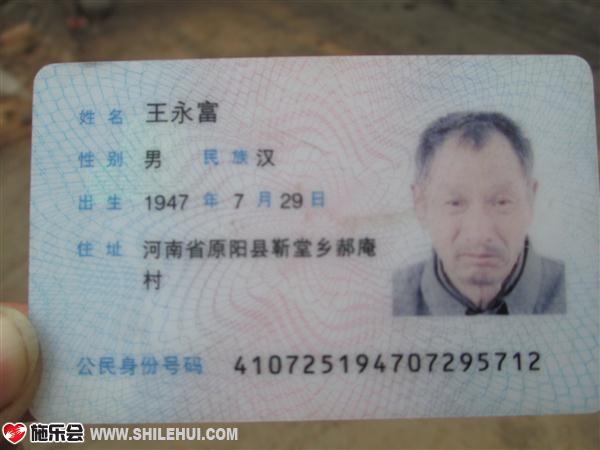 姓名 王永富
性别 男 民族 汉
出生 1947 年 7 月 29 日
住址 河南省原阳县靳堂乡郝庵
村
公民身份号码 410725194707295712
施乐会 WWW.SHILEHUI.COM